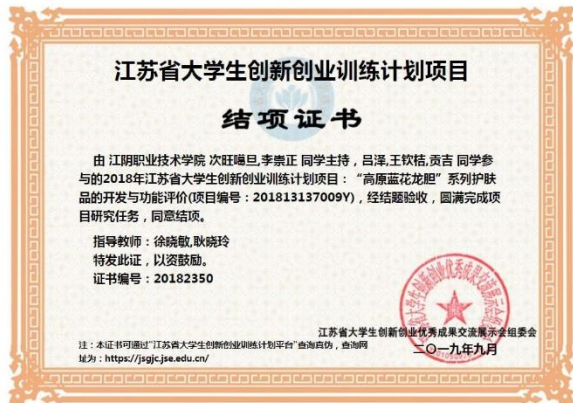 江苏省大学生创新创业训练计划项目
结项证书
由 江阴职业技术学院 次旺噶旦,李崇正 同学主持，吕泽,王钦桔,贡吉 同学参
与的2018年江苏省大学生创新创业训练计划项目：“高原蓝花龙胆”系列护肤
品的开发与功能评价(项目编号：201813137009Y)，经结题验收，圆满完成项
目研究任务，同意结项。
指导教师：徐晓敏,耿晓玲
特发此证，以资鼓励。
证书编号：20182350
江苏省大学生创新创业优秀成果交流展示会组委会
二〇一九年九月
注：本证书可通过“江苏省大学生创新创业训练计划平台”查询真伪，查询网
址为：https://jsgjc.jse.edu.cn/